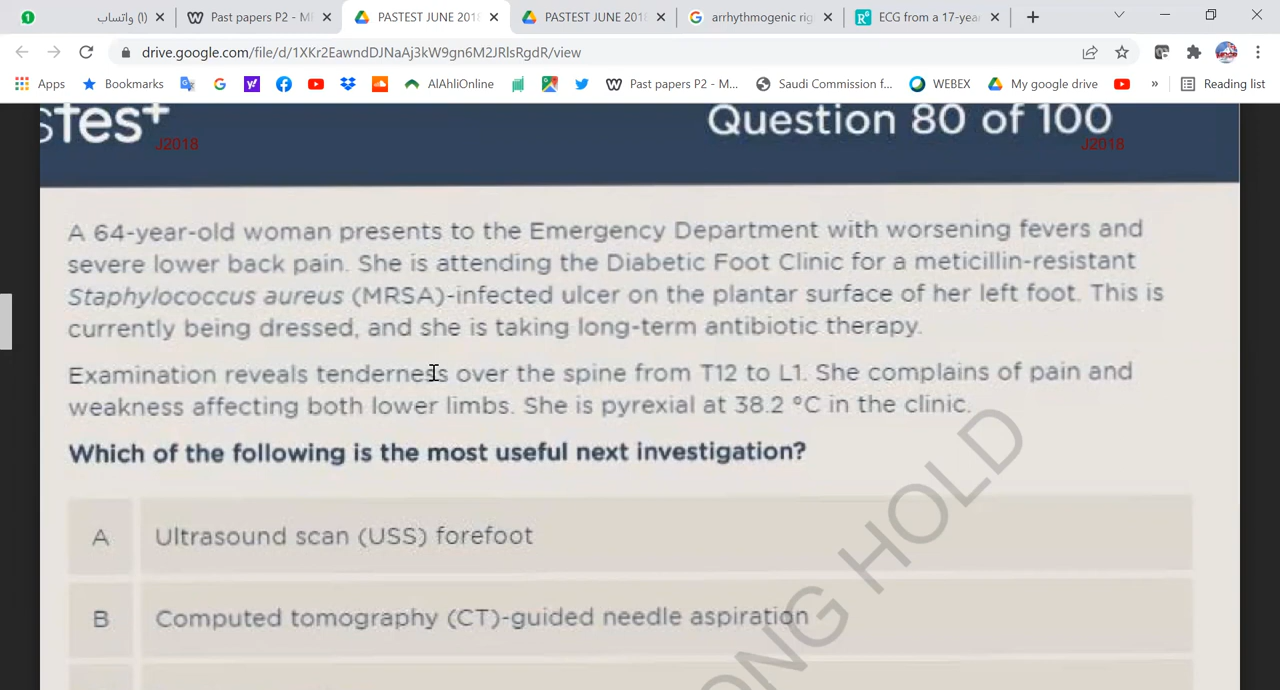 (1) واتساب
Past papers P2 - M
PASTEST JUNE 2018
PASTEST JUNE 201
arrhythmogenic rig
ECG from a 17-yea
drive.google.com/file/d/1XKr2EawndDJNaAj3kW9gn6M2JRlsRgdR/view
Apps
Bookmarks
AlAhliOnline
Past papers P2 - M...
Saudi Commission f...
WEBEX
My google drive
»
Reading list
stest+
J2018
Question 80 of 100
J2018
A 64-year-old woman presents to the Emergency Department with worsening fevers and
severe lower back pain. She is attending the Diabetic Foot Clinic for a meticillin-resistant
Staphylococcus aureus (MRSA)-infected ulcer on the plantar surface of her left foot. This is
currently being dressed, and she is taking long-term antibiotic therapy.
Examination reveals tenderness over the spine from T12 to L1. She complains of pain and
weakness affecting both lower limbs. She is pyrexial at 38.2 °C in the clinic.
Which of the following is the most useful next investigation?
A Ultrasound scan (USS) forefoot
B Computed tomography (CT)-guided needle aspiration
ONG HOLD